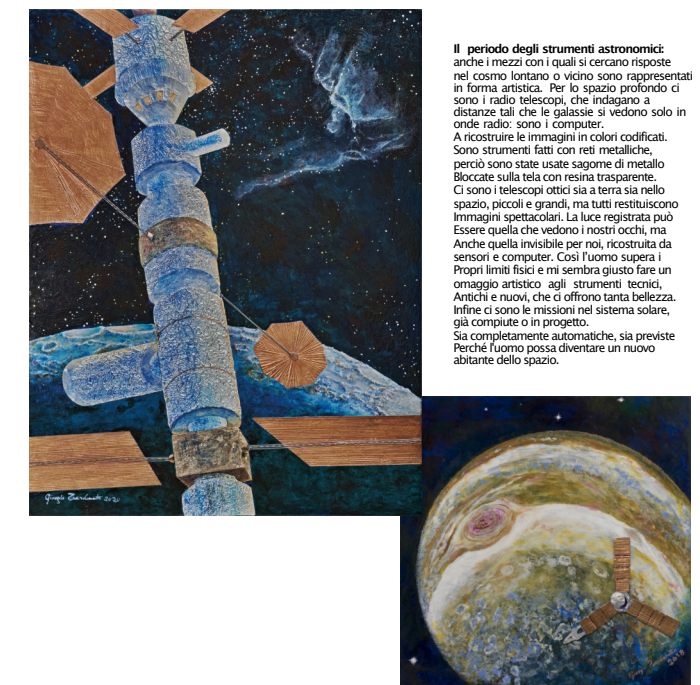 Il periodo degli strumenti astronomici:
anche i mezzi con i quali si cercano risposte
nel cosmo lontano o vicino sono rappresentati
in forma artistica. Per lo spazio profondo ci
sono i radio telescopi, che indagano a
distanze tali che le galassie si vedono solo in
onde radio: sono i computer.
A ricostruire le immagini in colori codificati.
Sono strumenti fatti con reti metalliche,
perciò sono state usate sagome di metallo
Bloccate sulla tela con resina trasparente.
Ci sono i telescopi ottici sia a terra sia nello
spazio, piccoli e grandi, ma tutti restituiscono
Immagini spettacolari. La luce registrata può
Essere quella che vedono i nostri occhi, ma
Anche quella invisibile per noi, ricostruita da
sensori e computer. Così l'uomo supera i
Propri limiti fisici e mi sembra giusto fare un
omaggio artistico agli strumenti tecnici,
Antichi e nuovi, che ci offrono tanta bellezza.
Infine ci sono le missioni nel sistema solare,
già compiute o in progetto.
Sia completamente automatiche, sia previste
Perché l'uomo possa diventare un nuovo
abitante dello spazio.
2020
2018